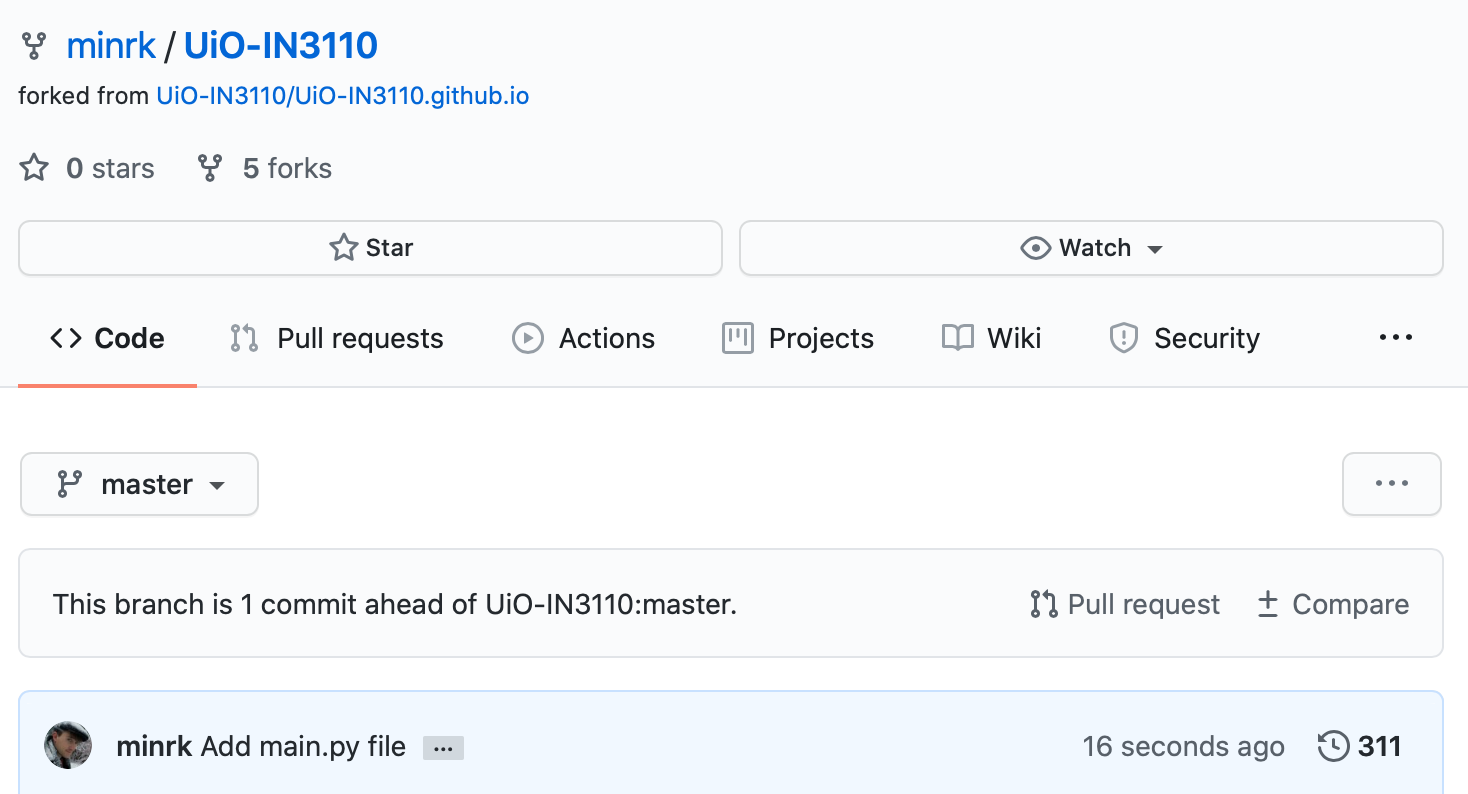 minrk / UiO-IN3110
forked from UiO-IN3110/UiO-IN3110.github.io
0 stars 5 forks
Star Watch
Code Pull requests Actions Projects Wiki Security ...
master ...
This branch is 1 commit ahead of UiO-IN3110:master. Pull request Compare
minrk Add main.py file ... 16 seconds ago 311